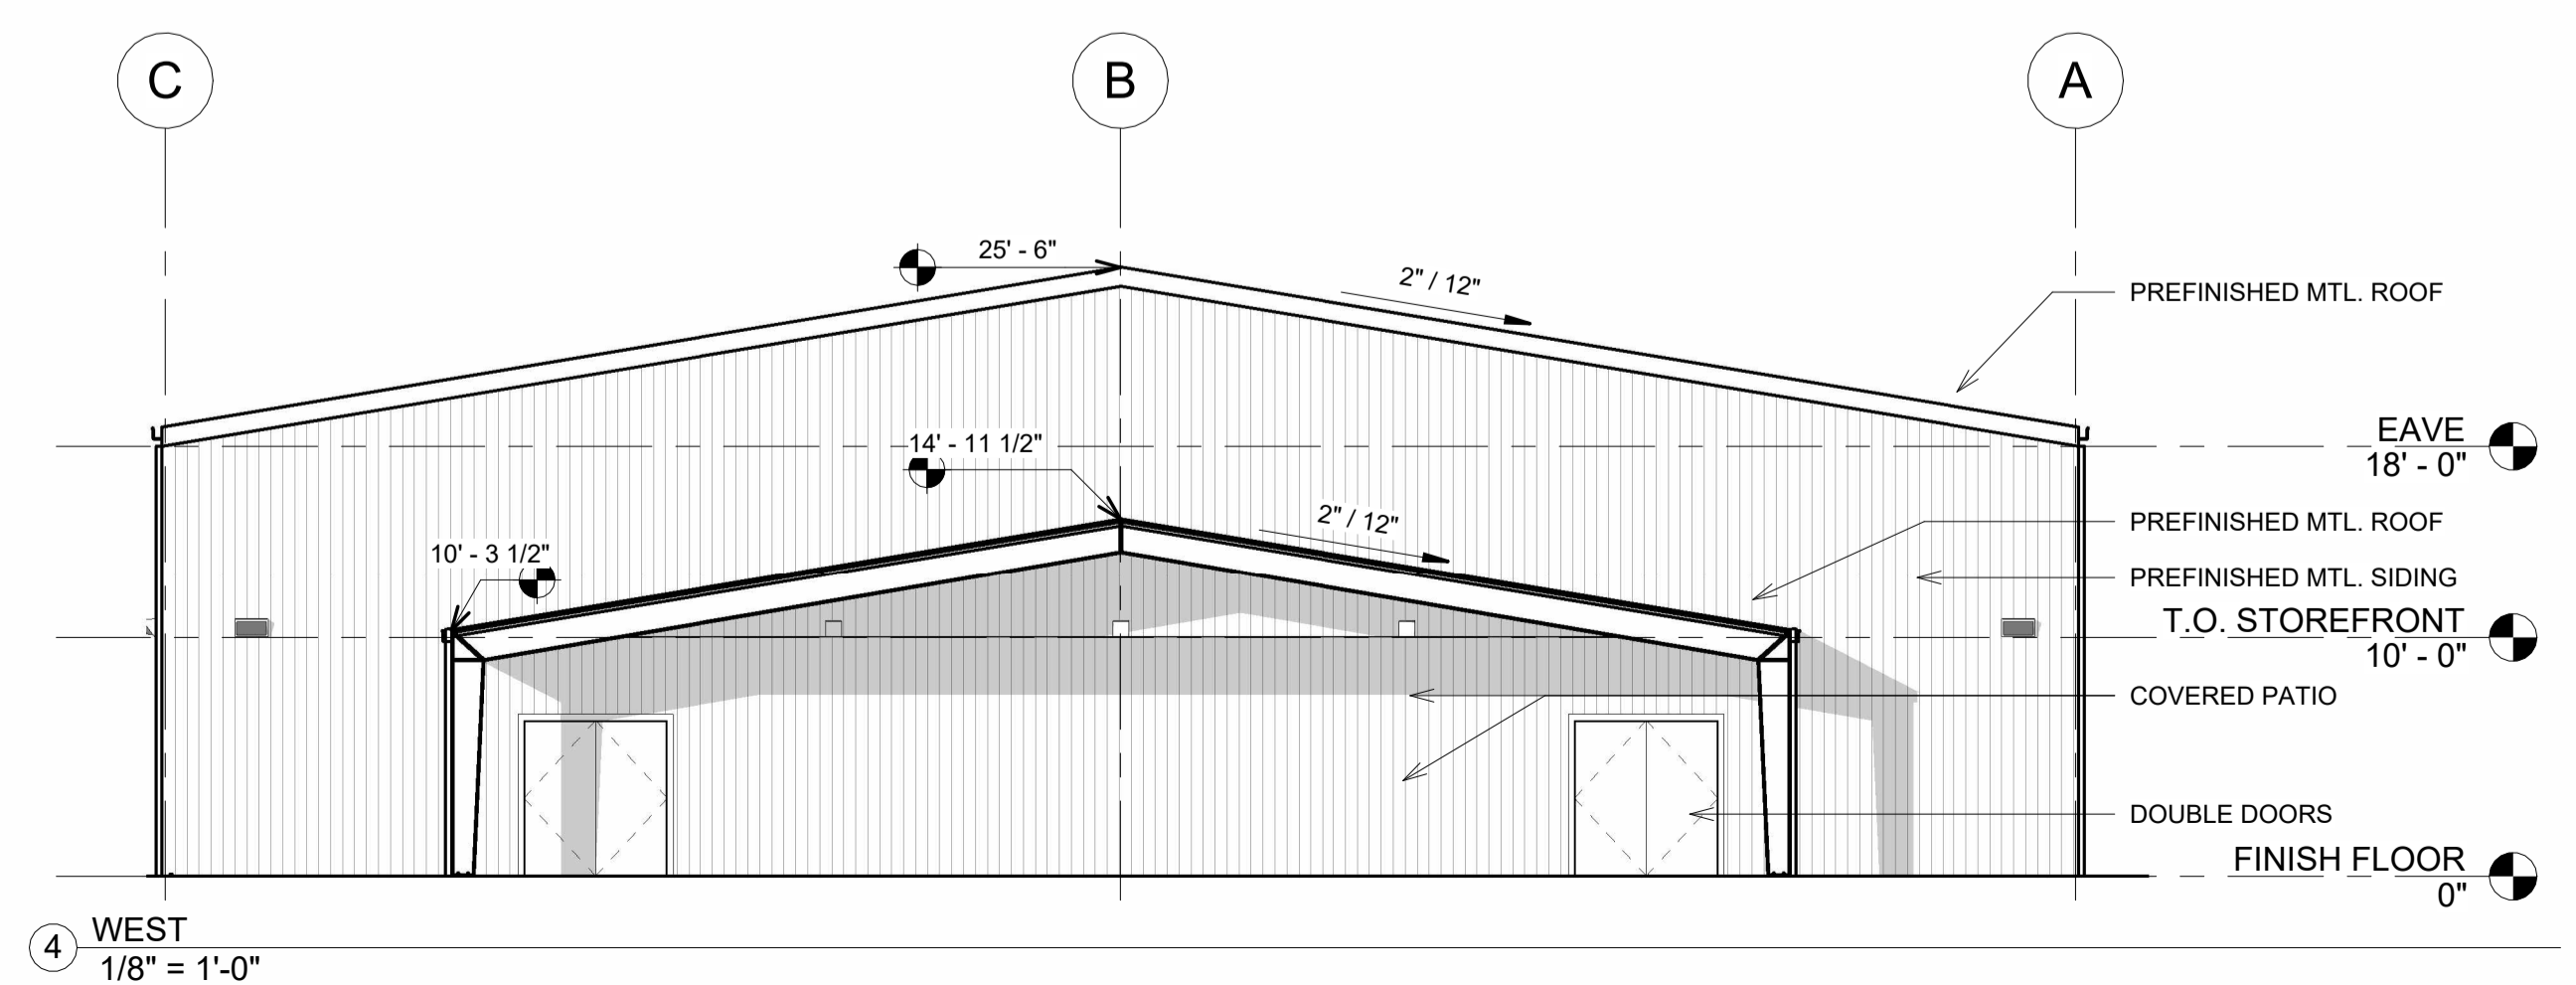 C
B
A
25' - 6"
2" / 12"
PREFINISHED MTL. ROOF
14' - 11 1/2"
EAVE
18' - 0"
2" / 12"
PREFINISHED MTL. ROOF
10' - 3 1/2"
PREFINISHED MTL. SIDING
T.O. STOREFRONT
10' - 0"
COVERED PATIO
DOUBLE DOORS
FINISH FLOOR
0"
4
WEST
1/8" = 1'-0"